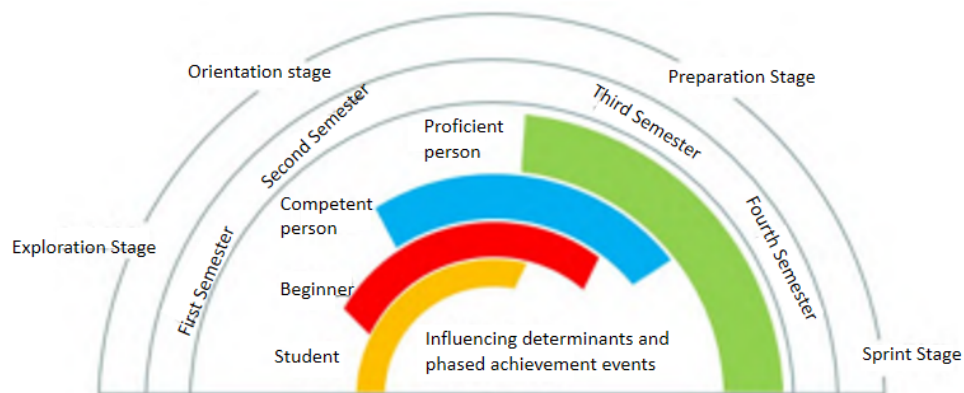 Orientation stage
Preparation Stage
Second Semester
Third Semester
Proficient
person
Competent
person
Exploration Stage
First Semester
Fourth Semester
Beginner
Influencing determinants and
phased achievement events
Student
Sprint Stage